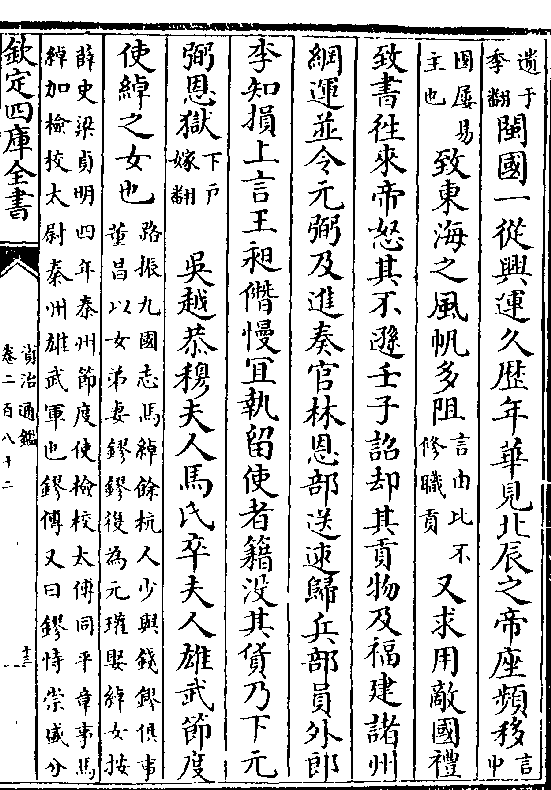 遺于季翻閩國一從興運久歴年華見北辰之帝座頻移言中
國屢易主也致東海之風帆多阻言由此不修職貢又求用敵國禮
致書往來帝怒其不遜壬子詔却其貢物及福建諸州
綱運並令元弼及進奏官林恩部送速歸兵部員外郎
李知損上言王昶僭慢宜執留使者籍没其貨乃下元
弼恩獄下戸嫁翻 吳越恭穆夫人馬氏卒夫人雄武節度
使綽之女也路振九國志馬綽餘杭人少與錢鏐俱事董昌以女弟妻鏐鏐後為元瓘娶綽女按
薛史梁貞明四年秦州節度使檢校太傅同平章事馬綽加檢校太尉秦州雄武軍也鏐傳又曰鏐恃崇盛分
欽定四庫全書
資治通鑑
卷二百八十二
十三